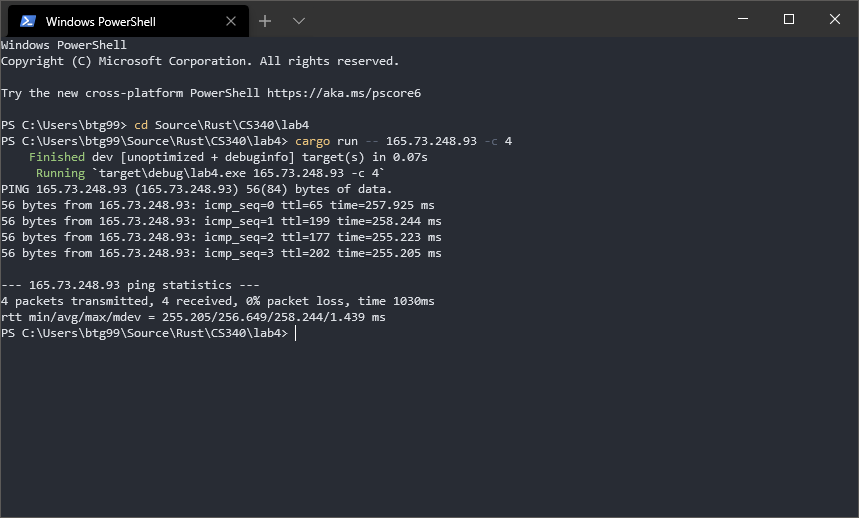 Windows PowerShell
Windows PowerShell
Copyright (C) Microsoft Corporation. All rights reserved.
Try the new cross-platform PowerShell https://aka.ms/pscore6
PS C:\Users\btg99> cd Source\Rust\CS340\lab4
PS C:\Users\btg99\Source\Rust\CS340\lab4> cargo run -- 165.73.248.93 -c 4
    Finished dev [unoptimized + debuginfo] target(s) in 0.07s
     Running `target\debug\lab4.exe 165.73.248.93 -c 4`
PING 165.73.248.93 (165.73.248.93) 56(84) bytes of data.
56 bytes from 165.73.248.93: icmp_seq=0 ttl=65 time=257.925 ms
56 bytes from 165.73.248.93: icmp_seq=1 ttl=199 time=258.244 ms
56 bytes from 165.73.248.93: icmp_seq=2 ttl=177 time=255.223 ms
56 bytes from 165.73.248.93: icmp_seq=3 ttl=202 time=255.205 ms
--- 165.73.248.93 ping statistics ---
4 packets transmitted, 4 received, 0% packet loss, time 1030ms
rtt min/avg/max/mdev = 255.205/256.649/258.244/1.439 ms
PS C:\Users\btg99\Source\Rust\CS340\lab4>